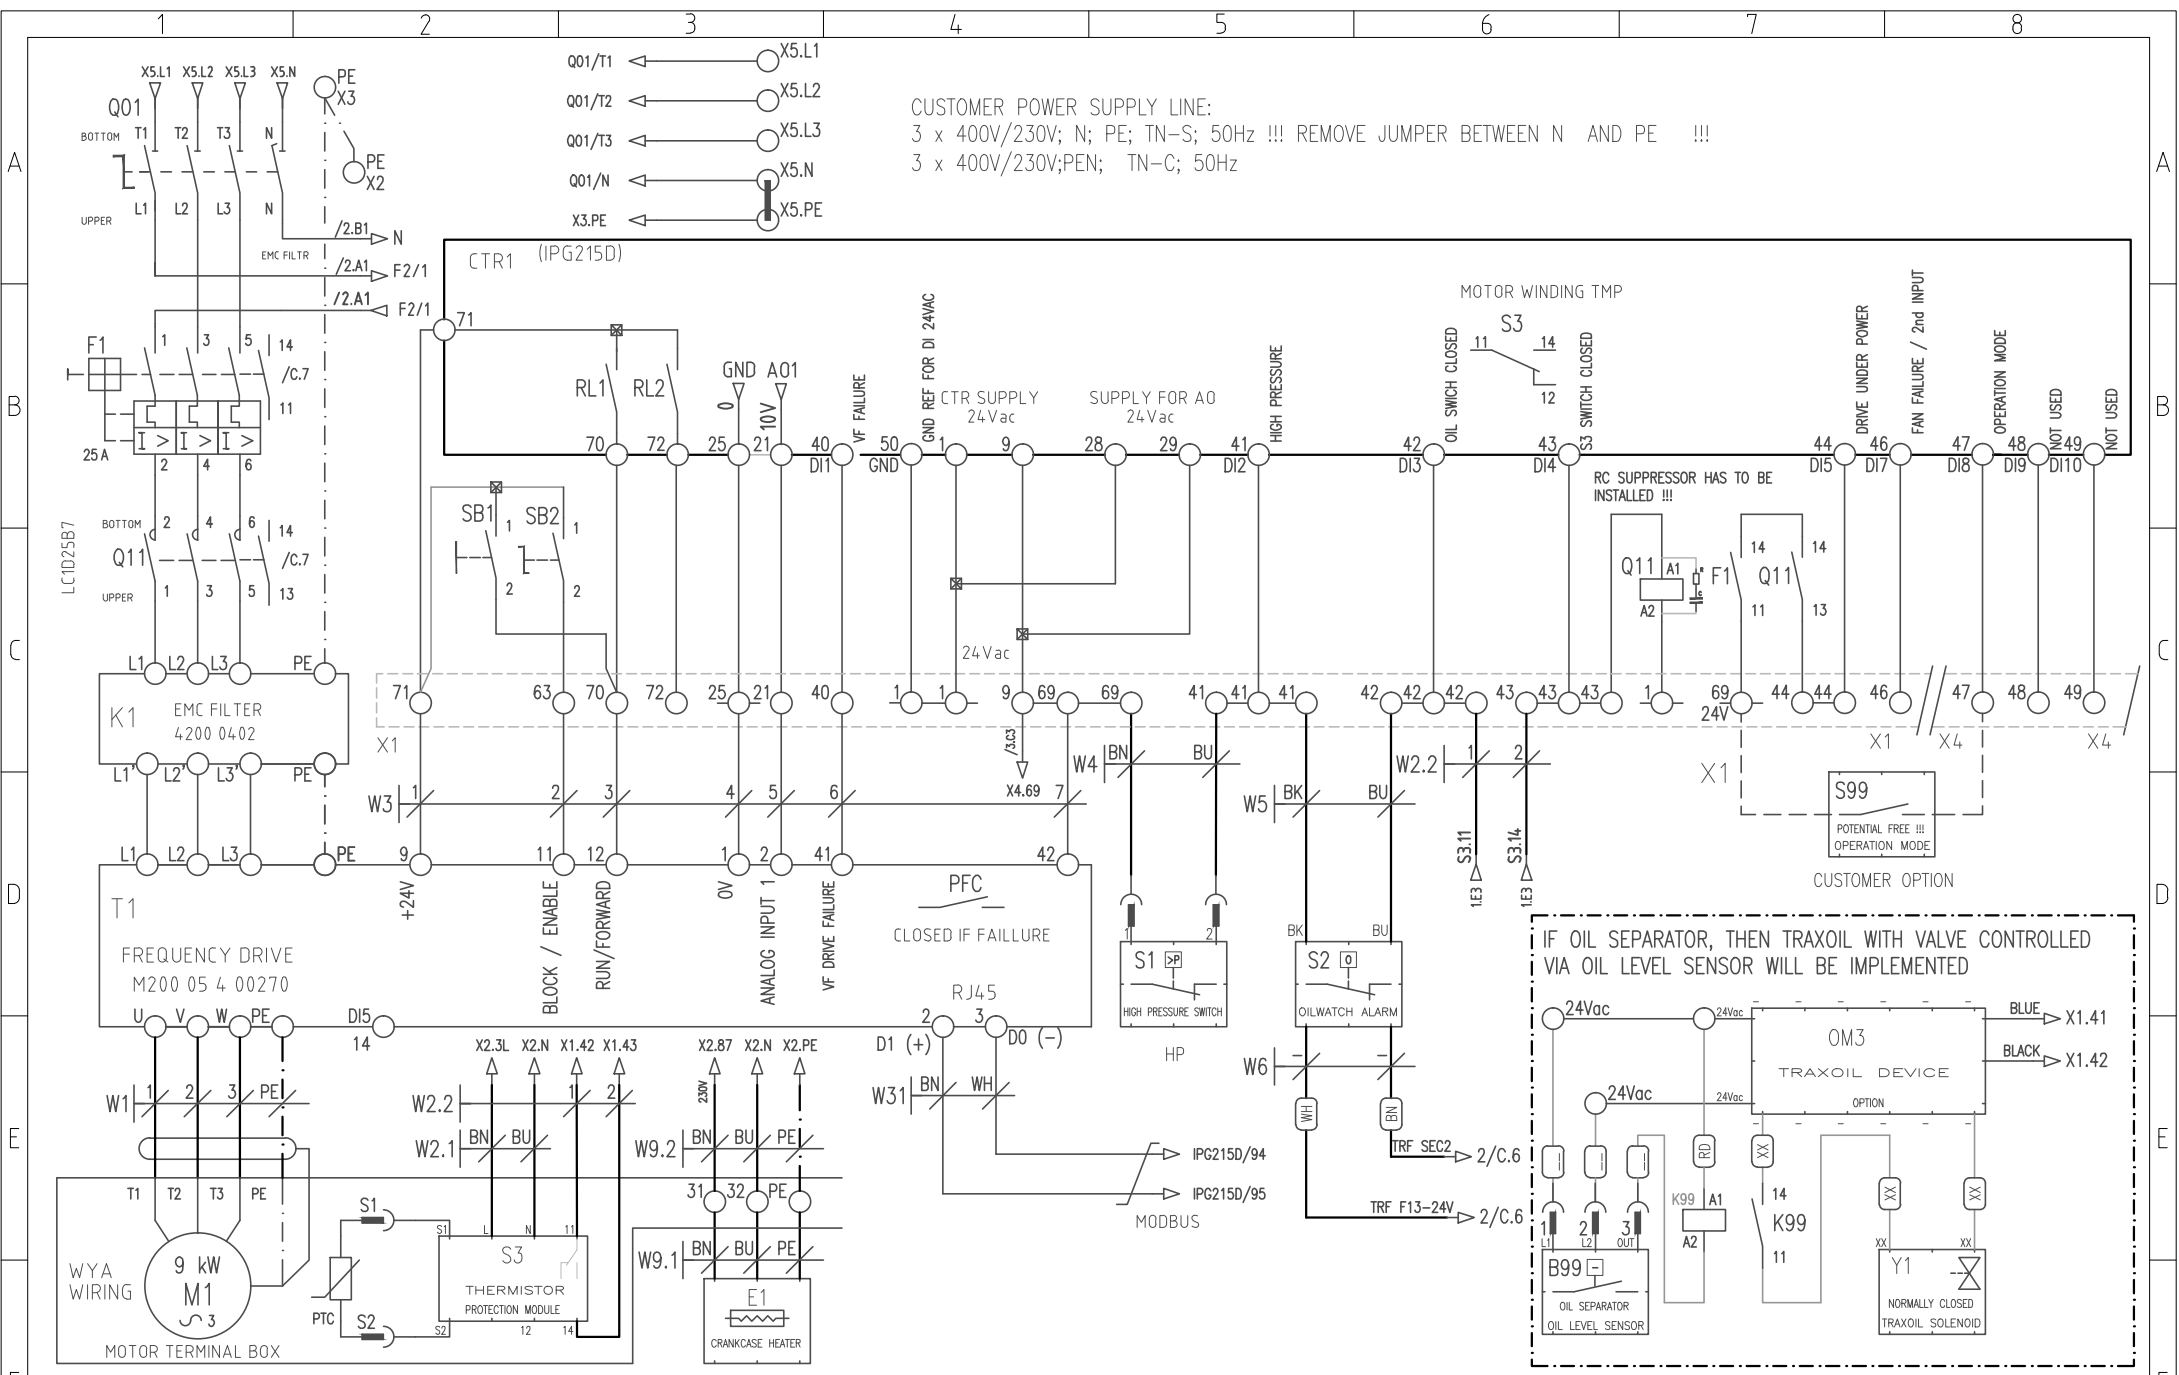 1 2 3 4 5 6 7 8
X5.L1 X5.L2 X5.L3 X5.N
PE
X3
Q01
BOTTOM T1 T2 T3 N
PE
X2
UPPER L1 L2 L3 N
/2.B1 N
EMC FILTR
/2.A1 F2/1
/2.A1 F2/1
Q01/T1 X5.L1
Q01/T2 X5.L2
Q01/T3 X5.L3
Q01/N X5.N
X3.PE X5.PE
CUSTOMER POWER SUPPLY LINE:
3 x 400V/230V; N; PE; TN-S; 50Hz !!! REMOVE JUMPER BETWEEN N AND PE !!!
3 x 400V/230V;PEN; TN-C; 50Hz
A A
CTR1 (IPG215D)
71
RL1 RL2
GND AO1
0 10V
VF FAILURE
GND REF FOR DI 24VAC
CTR SUPPLY
24Vac
SUPPLY FOR AO
24Vac
HIGH PRESSURE
OIL SWICH CLOSED
MOTOR WINDING TMP
S3
11 14
12
S3 SWITCH CLOSED
DRIVE UNDER POWER
FAN FAILURE / 2nd INPUT
OPERATION MODE
NOT USED
NOT USED
70 72 25 21 40 50 1 9 28 29 41 42 43 44 46 47 48 49
DI1 GND DI2 DI3 DI4 DI5 DI7 DI8 DI9 DI10
B B
F1 1 3 5 14
/C.7
11
I > I > I >
25A
2 4 6
LC1D25B7
BOTTOM 2 4 6 14
Q11 /C.7
UPPER 1 3 5 13
SB1 1 SB2 1
2 2
24Vac
RC SUPPRESSOR HAS TO BE
INSTALLED !!!
Q11 A1 R
C
A2
F1 14 Q11 14
11 13
C C
L1 L2 L3 PE
K1 EMC FILTER
4200 0402
L1' L2' L3' PE
71 63 70 72 25 21 40 1 1 9 69 69 41 41 41 42 42 42 43 43 43 1 69 44 44 46 47 48 49
24V
X1 X1 X4 X4
/3.C3
X4.69
W3 1 2 3 4 5 6 7
W4 BN BU
W5 BK BU
W2.2 1 2
S3.11 S3.14
1.E3 1.E3
X1
S99
POTENTIAL FREE !!!
OPERATION MODE
CUSTOMER OPTION
D D
L1 L2 L3 PE 9 11 12 1 2 41 42
T1
FREQUENCY DRIVE
M200 05 4 00270
+24V
BLOCK / ENABLE
RUN/FORWARD
0V
ANALOG INPUT 1
VF DRIVE FAILURE
PFC
CLOSED IF FAILLURE
RJ45
U V W PE DI5
14
2 3
D1 (+) D0 (-)
1 2
S1 >P
HIGH PRESSURE SWITCH
HP
BK BU
S2 0
OILWATCH ALARM
W6 - -
WH BN
TRF SEC2 2/C.6
TRF F13-24V 2/C.6
IF OIL SEPARATOR, THEN TRAXOIL WITH VALVE CONTROLLED
VIA OIL LEVEL SENSOR WILL BE IMPLEMENTED
24Vac 24Vac
OM3
TRAXOIL DEVICE
OPTION
BLUE X1.41
BLACK X1.42
24Vac 24Vac
RD XX XX XX
E E
W1 1 2 3 PE
X2.3L X2.N X1.42 X1.43
W2.2 1 2
W2.1 BN BU
X2.87 X2.N X2.PE
230V
W9.2 BN BU PE
31 32 PE
W9.1 BN BU PE
W31 BN WH
IPG215D/94
IPG215D/95
MODBUS
T1 T2 T3 PE
9 kW
M1
3
WYA
WIRING
MOTOR TERMINAL BOX
S1
PTC
S2
S1 L N 11
S3
THERMISTOR
PROTECTION MODULE
S2 12 14
E1
CRANKCASE HEATER
1 2 3
L1 L2 OUT
B99 -
OIL SEPARATOR
OIL LEVEL SENSOR
K99 A1
A2
14
K99
11
XX XX
Y1
NORMALLY CLOSED
TRAXOIL SOLENOID